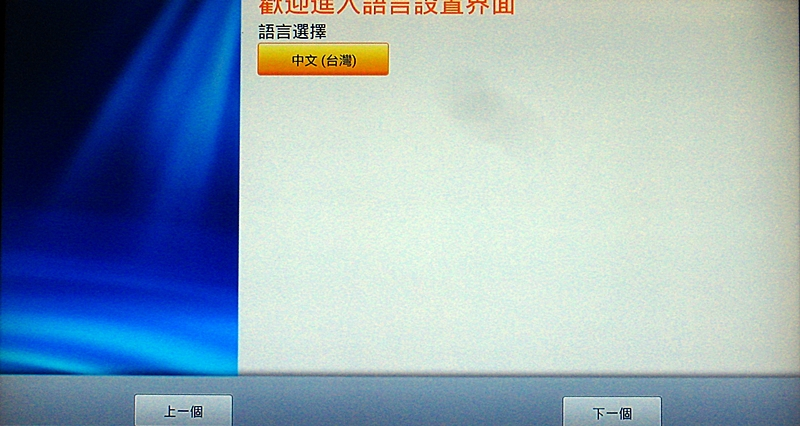 歡迎進入語言設置界面
語言選擇
中文 (台灣)
上一個
下一個